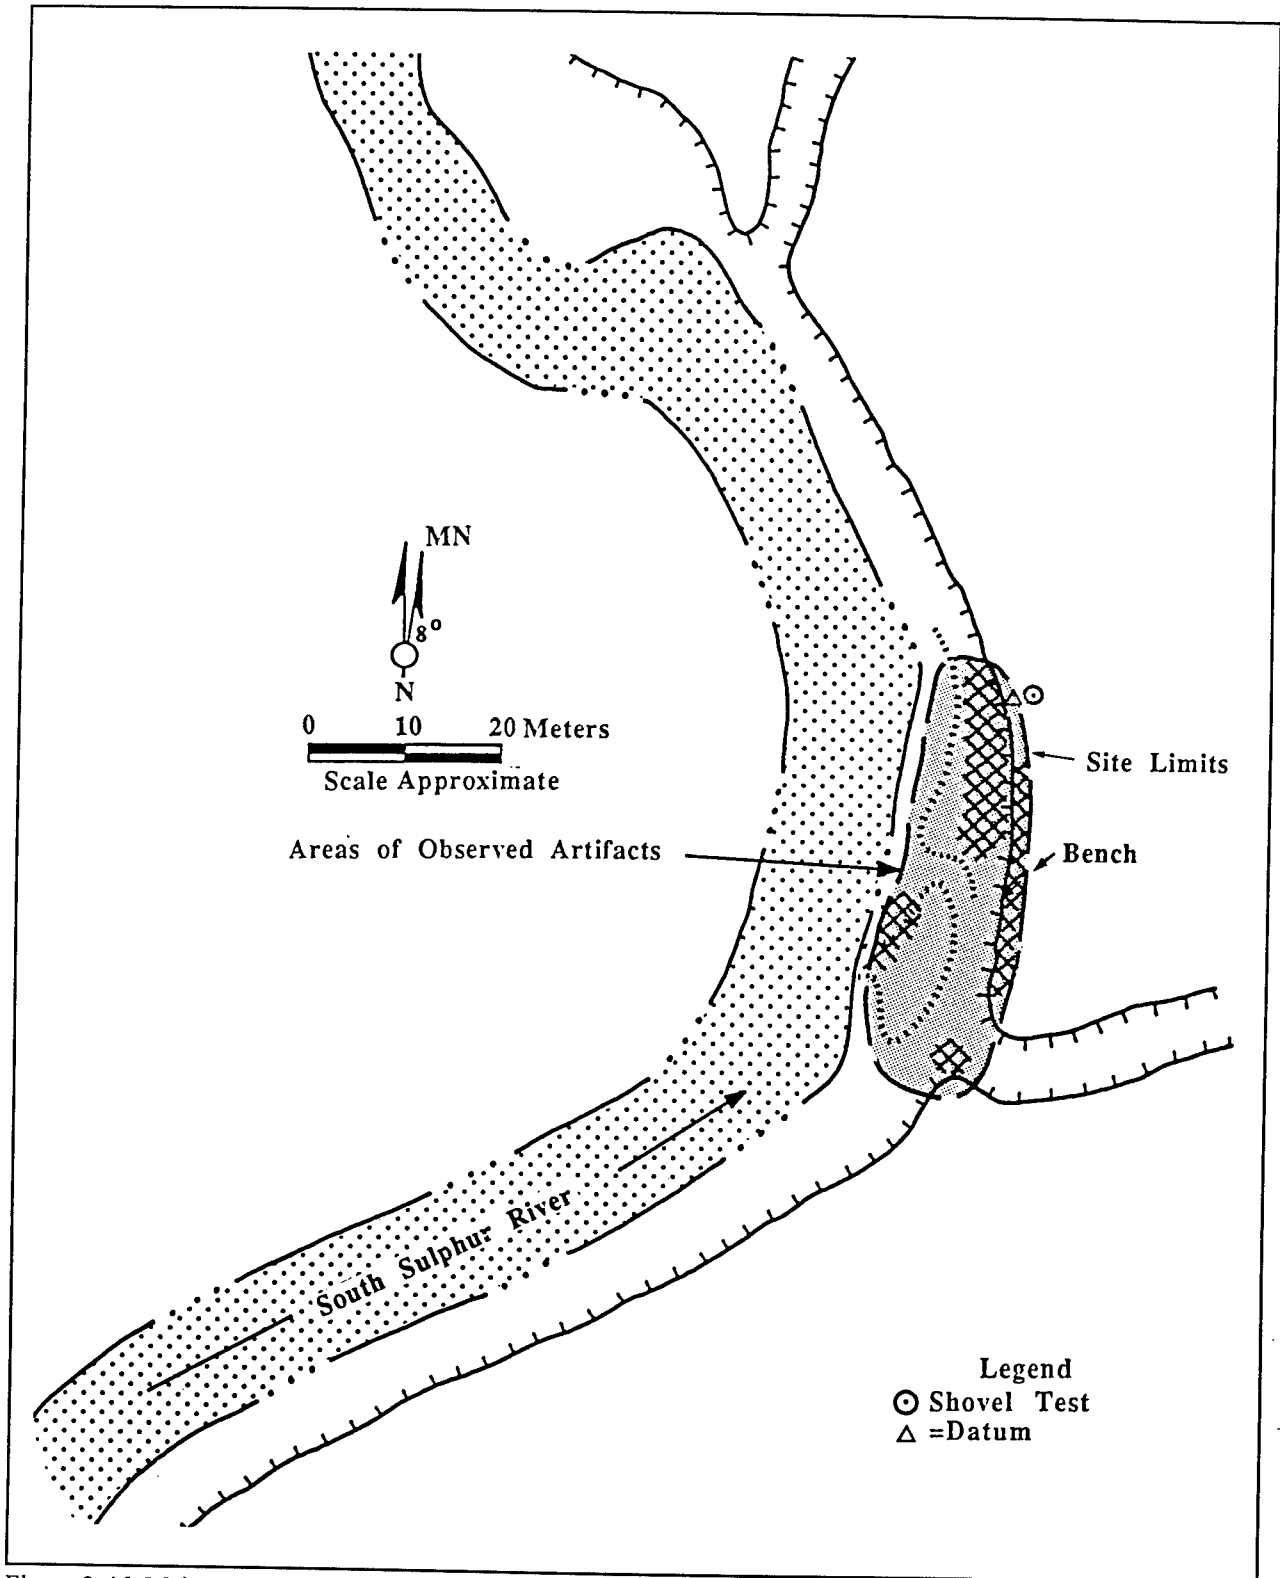 MN
8°
N
0 10 20 Meters
Scale Approximate
Site Limits
Areas of Observed Artifacts
Bench
South Sulphur River
Legend
Shovel Test
=Datum